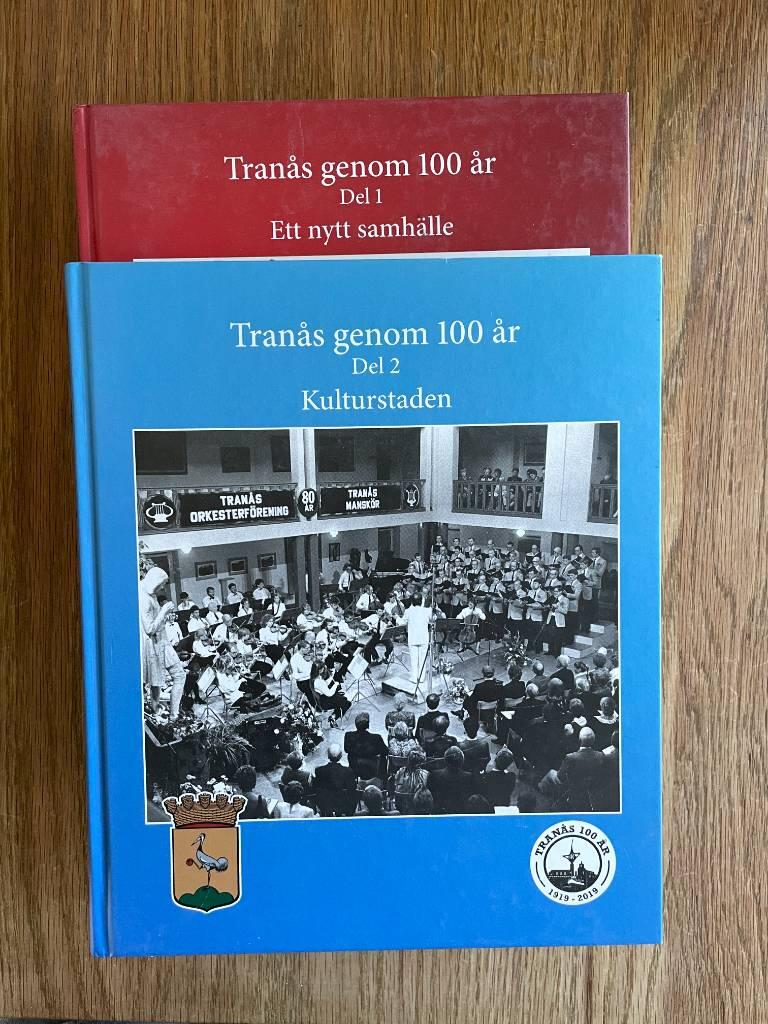 Tranås genom 100 år
Del 1
Ett nytt samhälle
Tranås genom 100 år
Del 2
Kulturstaden
TRANÅS
ORKESTERFÖRENING
80
ÅR
TRANÅS
MANSKÖR
TRANÅS 100 ÅR
1919 - 2019